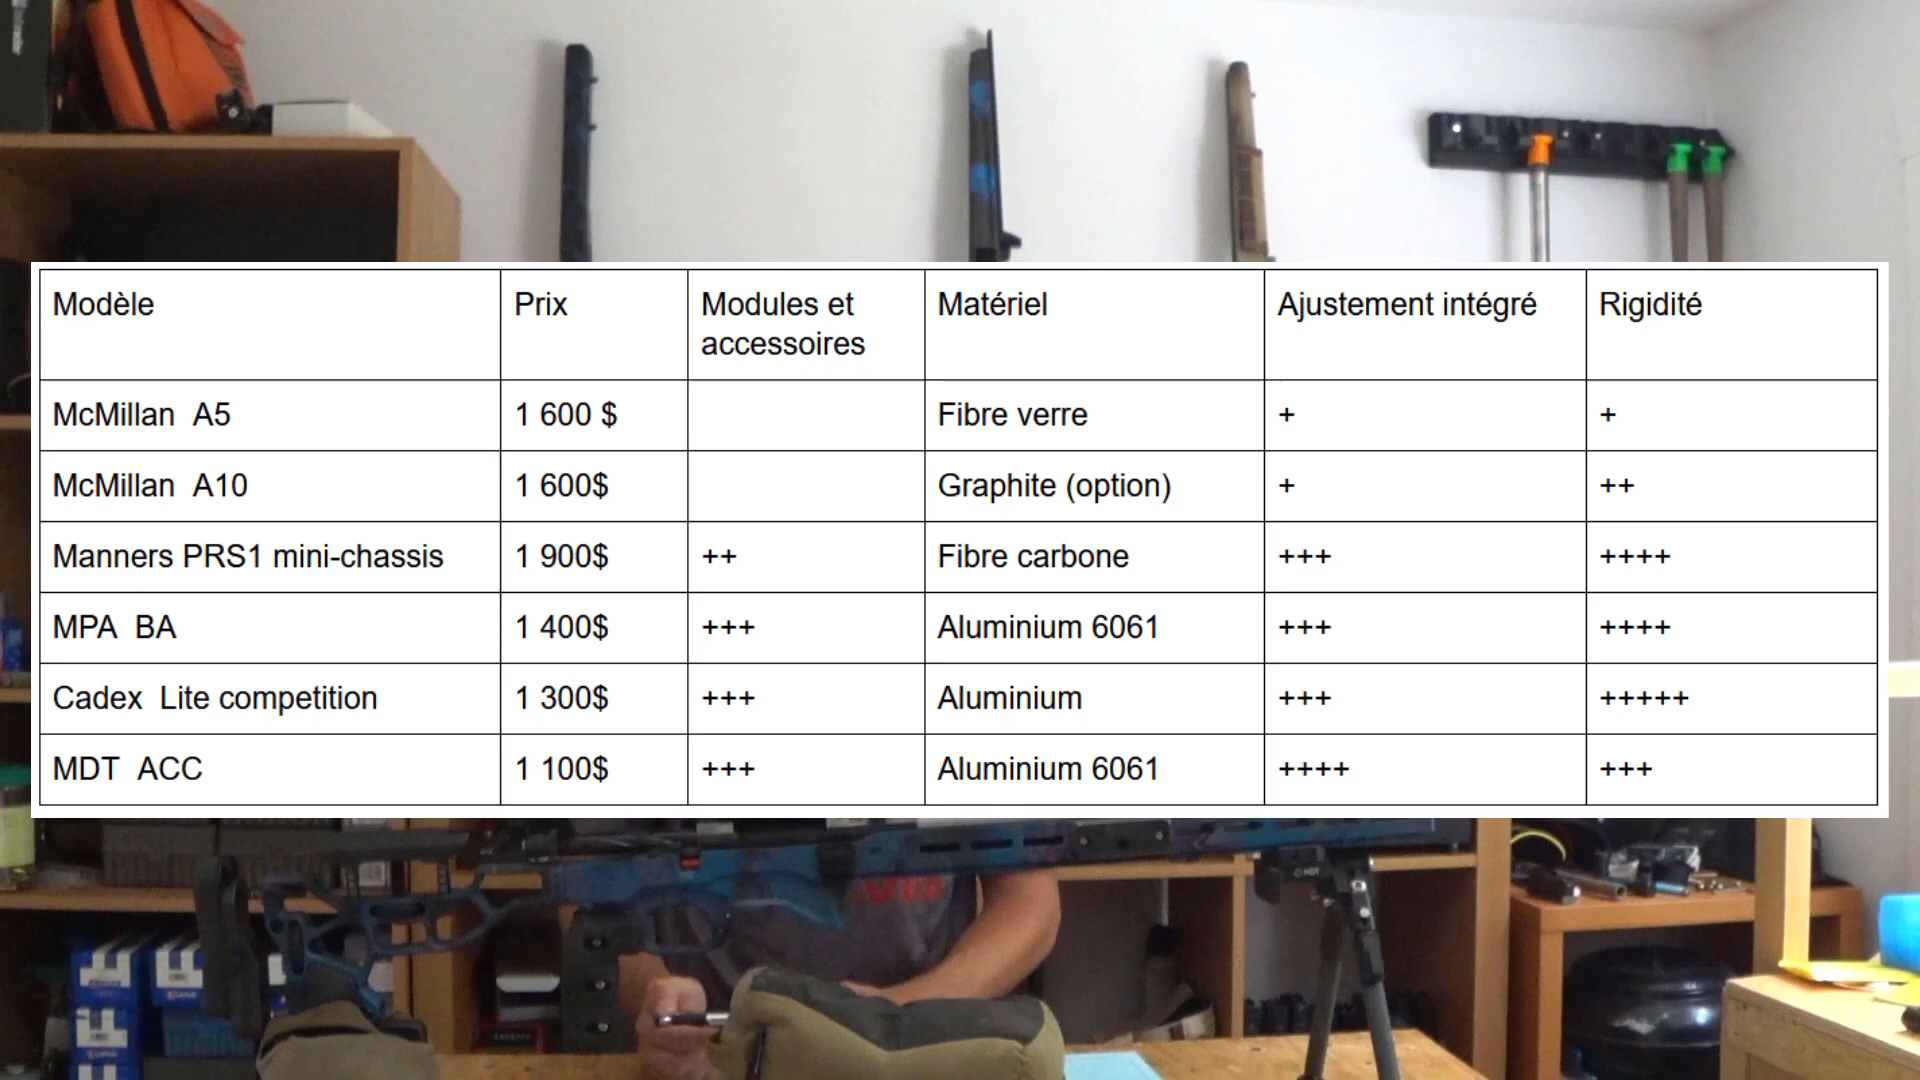 Modèle Prix Modules et accessoires Matériel Ajustement intégré Rigidité
McMillan A5 1 600 $ Fibre verre + +
McMillan A10 1 600$ Graphite (option) + ++
Manners PRS1 mini-chassis 1 900$ ++ Fibre carbone +++ ++++
MPA BA 1 400$ +++ Aluminium 6061 +++ ++++
Cadex Lite competition 1 300$ +++ Aluminium +++ +++++
MDT ACC 1 100$ +++ Aluminium 6061 ++++ +++
MDT